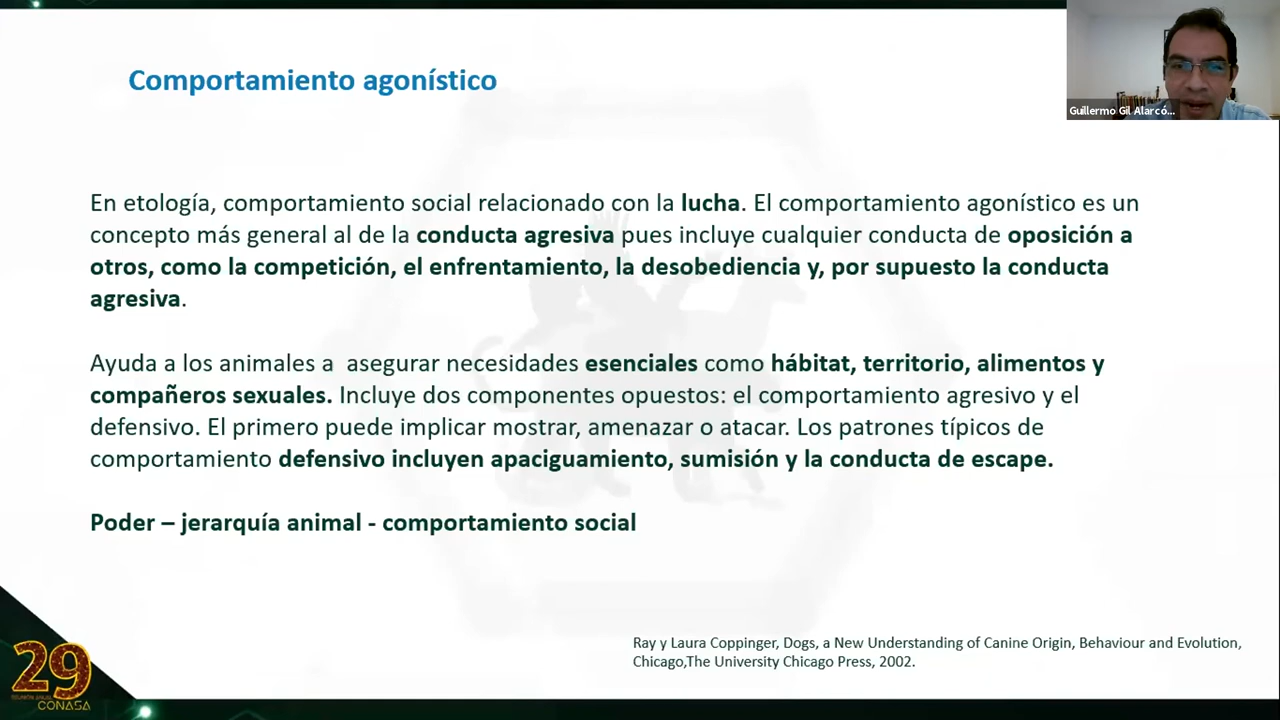 Comportamiento agonístico
Guillermo Gil Alarcó...
En etología, comportamiento social relacionado con la lucha. El comportamiento agonístico es un
concepto más general al de la conducta agresiva pues incluye cualquier conducta de oposición a
otros, como la competición, el enfrentamiento, la desobediencia y, por supuesto la conducta
agresiva.
Ayuda a los animales a  asegurar necesidades esenciales como hábitat, territorio, alimentos y
compañeros sexuales. Incluye dos componentes opuestos: el comportamiento agresivo y el
defensivo. El primero puede implicar mostrar, amenazar o atacar. Los patrones típicos de
comportamiento defensivo incluyen apaciguamiento, sumisión y la conducta de escape.
Poder – jerarquía animal - comportamiento social
Ray y Laura Coppinger, Dogs, a New Understanding of Canine Origin, Behaviour and Evolution,
Chicago,The University Chicago Press, 2002.
29
CONASA